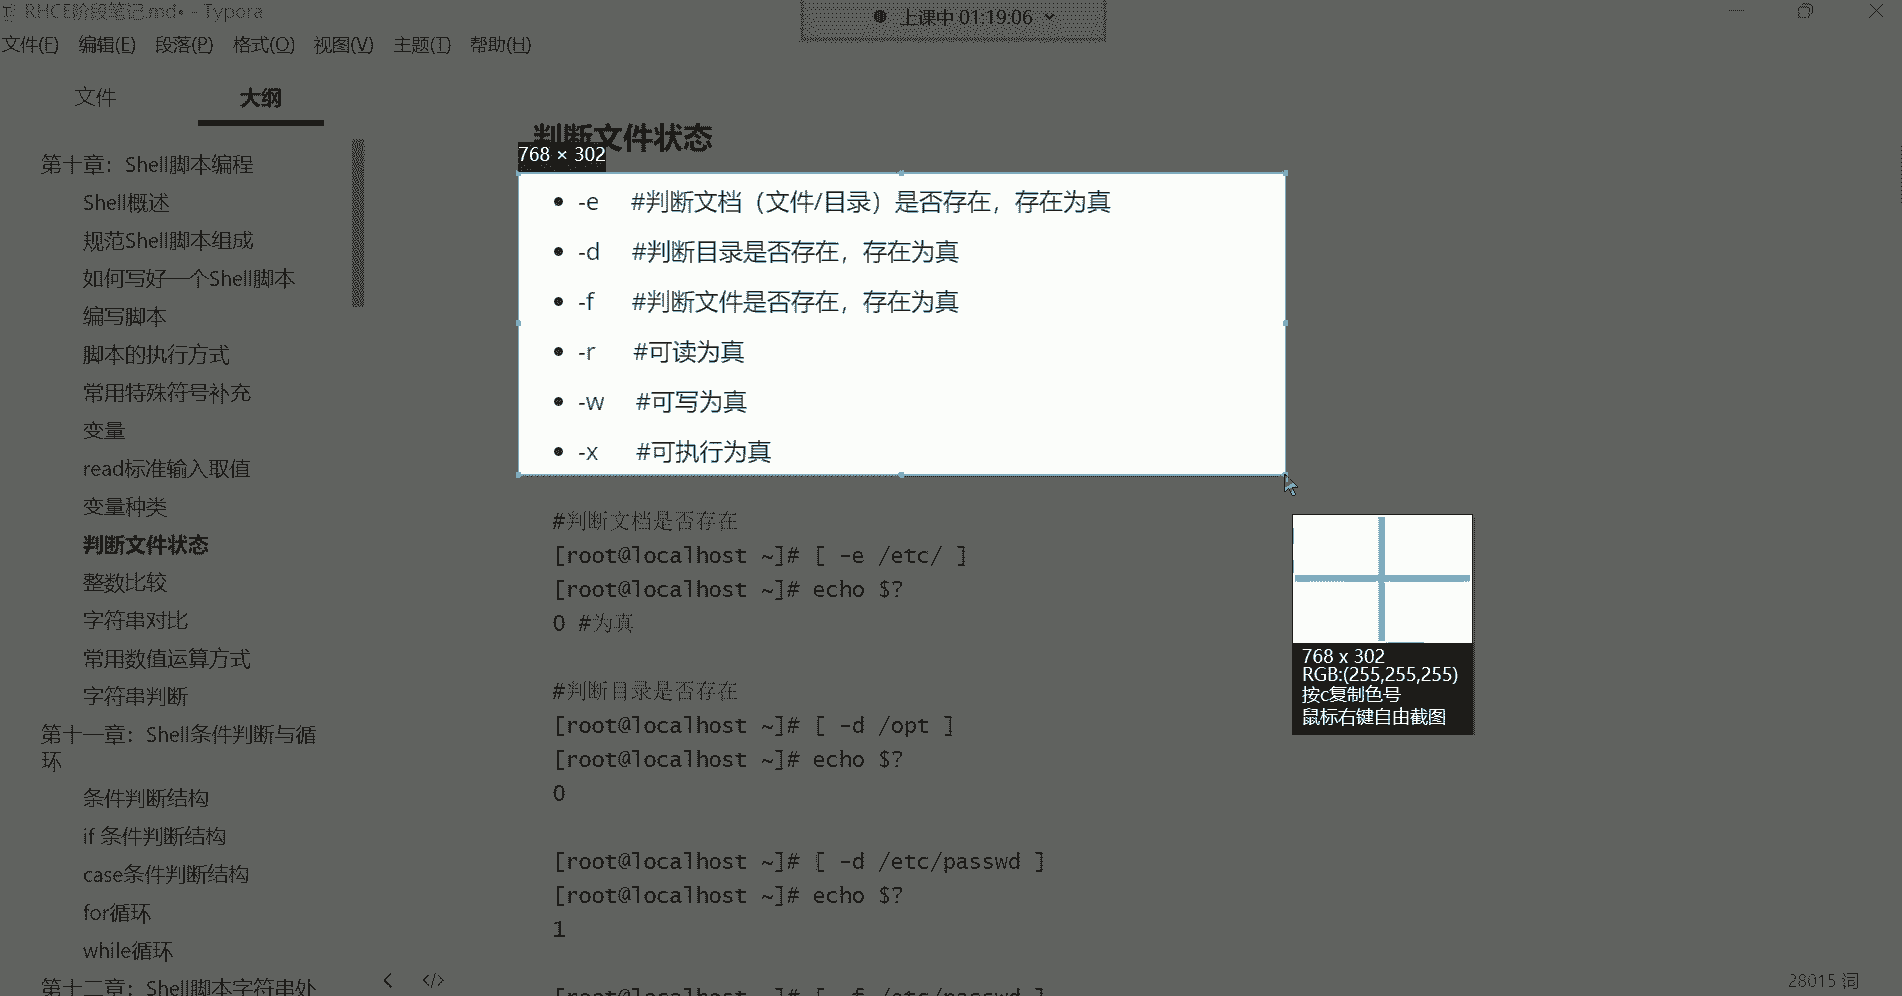 RHCE阶段笔记.md• - Typora
上课中 01:19:06
文件(F) 编辑(E) 段落(P) 格式(O) 视图(V) 主题(T) 帮助(H)
文件 大纲
第十章：Shell脚本编程
Shell概述
规范Shell脚本组成
如何写好一个Shell脚本
编写脚本
脚本的执行方式
常用特殊符号补充
变量
read标准输入取值
变量种类
判断文件状态
整数比较
字符串对比
常用数值运算方式
字符串判断
第十一章：Shell条件判断与循
环
条件判断结构
if 条件判断结构
case条件判断结构
for循环
while循环
第十二章：Shell脚本字符串处
判断文件状态
768 × 302
• -e #判断文档（文件/目录）是否存在，存在为真
• -d #判断目录是否存在，存在为真
• -f #判断文件是否存在，存在为真
• -r #可读为真
• -w #可写为真
• -x #可执行为真
#判断文档是否存在
[root@localhost ~]# [ -e /etc/ ]
[root@localhost ~]# echo $?
0 #为真
#判断目录是否存在
[root@localhost ~]# [ -d /opt ]
[root@localhost ~]# echo $?
0
[root@localhost ~]# [ -d /etc/passwd ]
[root@localhost ~]# echo $?
1
[root@localhost ~]# [ -f /etc/passwd ]
768 x 302
RGB:(255,255,255)
按c复制色号
鼠标右键自由截图
28015 词